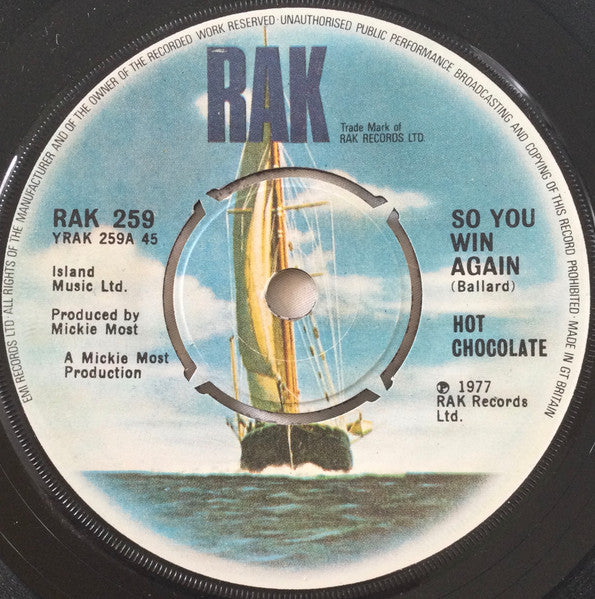 EMI RECORDS LTD ALL RIGHTS OF THE MANUFACTURER AND OF THE OWNER OF THE RECORDED WORK RESERVED · UNAUTHORISED PUBLIC PERFORMANCE BROADCASTING AND COPYING OF THIS RECORD PROHIBITED · MADE IN GT BRITAIN
RAK
Trade Mark of
RAK RECORDS LTD.
RAK 259
YRAK 259A 45
Island
Music Ltd.
Produced by
Mickie Most
A Mickie Most
Production
SO YOU
WIN
AGAIN
(Ballard)
HOT
CHOCOLATE
℗ 1977
RAK Records
Ltd.